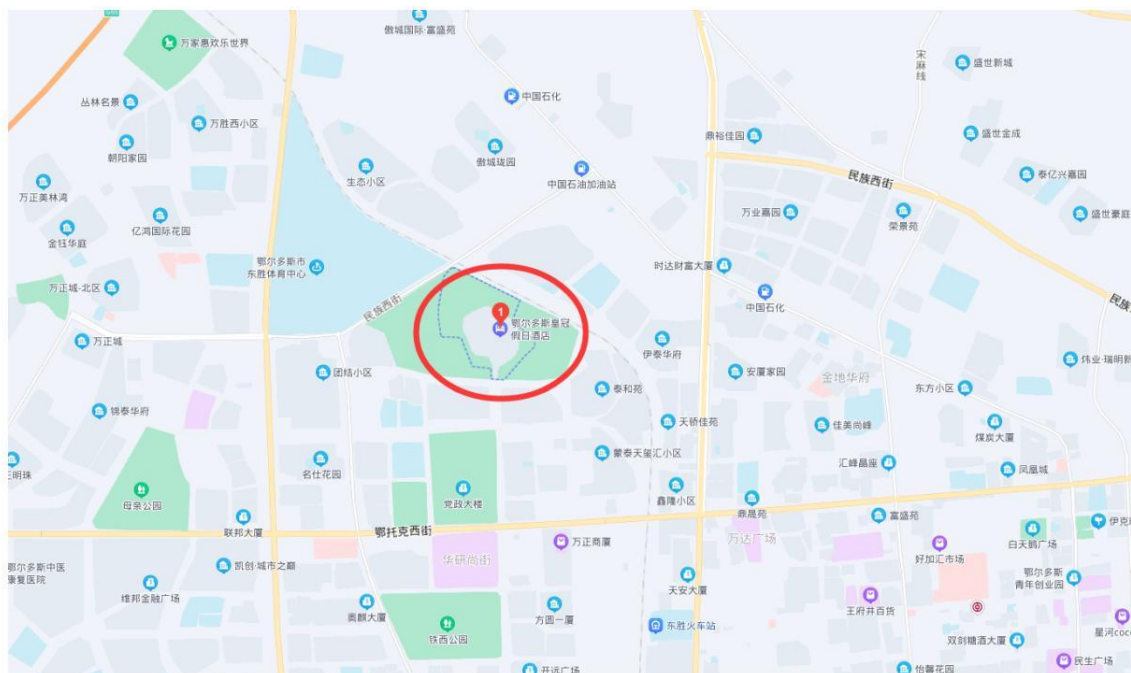 万家惠欢乐世界
傲城国际·富盛苑
宋麻线
盛世新城
丛林名景
万胜西小区
中国石化
鼎裕佳园
盛世金成
朝阳家园
生态小区
傲城珑园
中国石油加油站
民族西街
泰亿兴嘉园
万正美林鸿
金钰华庭
亿鸿国际花园
万业嘉园
荣景苑
盛世豪庭
鄂尔多斯市
东胜体育中心
时达财富大厦
中国石化
万正城-北区
民族西街
1
鄂尔多斯皇冠
假日酒店
万正城
伊泰华府
团结小区
安厦家园
金地华府
东方小区
炜业·瑞明新
泰和苑
锦泰华府
天骄佳苑
佳美尚峰
煤炭大厦
蒙泰天玺汇小区
汇峰晶座
凤凰城
名仕花园
母亲公园
党政大楼
鑫隆小区
鼎晟苑
富盛苑
联邦大厦
鄂托克西街
万正商厦
万达广场
白天鹅广场
鄂尔多斯中医
康复医院
凯创·城市之巅
华研尚街
好加汇市场
维邦金融广场
天安大厦
鄂尔多斯
青年创业园
奥麒大厦
方圆一厦
王府井百货
铁西公园
东胜火车站
双剑糖酒大厦
开远广场
怡馨花园
民生广场